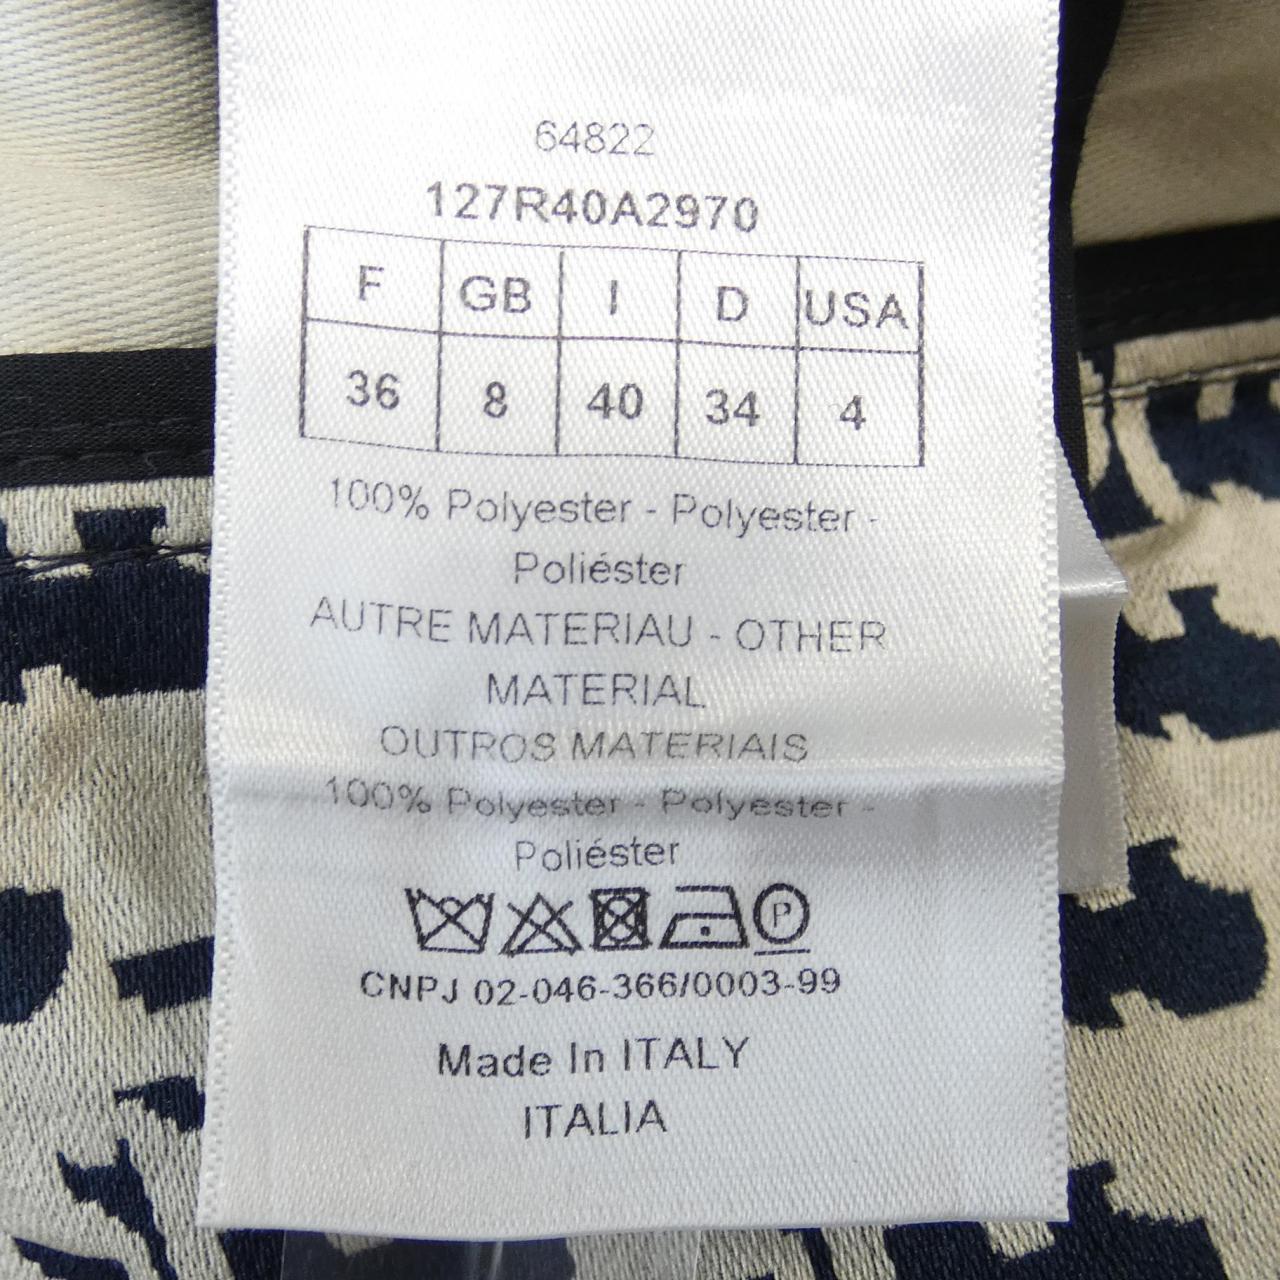 64822
127R40A2970
F GB I D USA
36 8 40 34 4
100% Polyester - Polyester -
Poliéster
AUTRE MATERIAU - OTHER
MATERIAL
OUTROS MATERIAIS
100% Polyester - Polyester -
Poliéster
P
CNPJ 02-046-366/0003-99
Made In ITALY
ITALIA